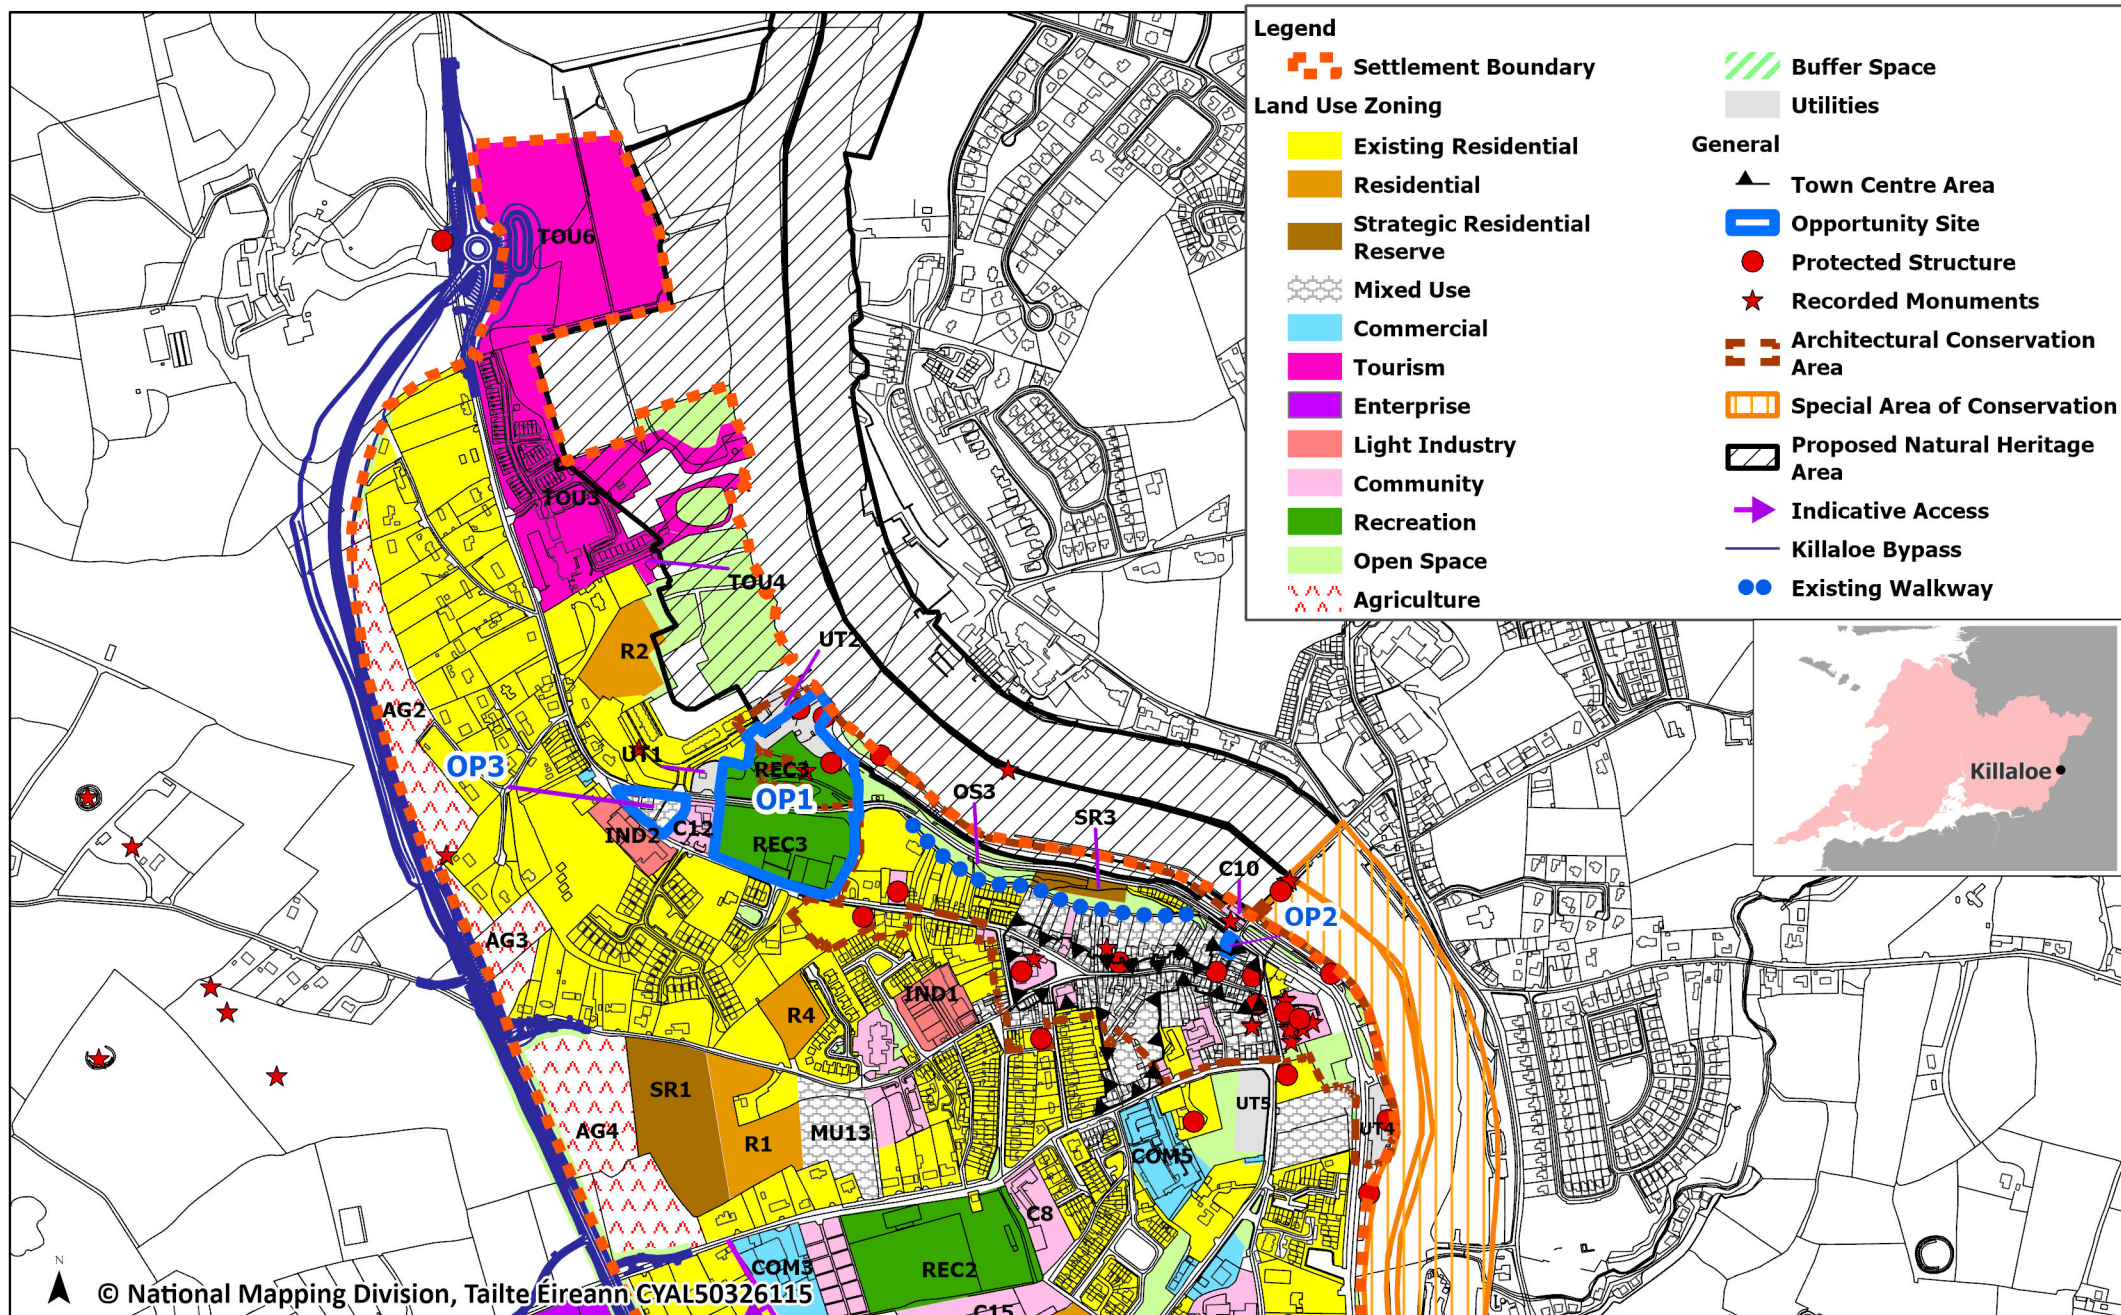 Legend
Settlement Boundary
Land Use Zoning
Existing Residential
Residential
Strategic Residential
Reserve
Mixed Use
Commercial
Tourism
Enterprise
Light Industry
Community
Recreation
Open Space
Agriculture
Buffer Space
Utilities
General
Town Centre Area
Opportunity Site
Protected Structure
Recorded Monuments
Architectural Conservation
Area
Special Area of Conservation
Proposed Natural Heritage
Area
Indicative Access
Killaloe Bypass
Existing Walkway
Killaloe
TOU6
TOU3
TOU4
UT2
R2
AG2
UT1
OP3
REC3
OP1
OS3
SR3
IND2
C12
REC3
C10
OP2
AG3
IND1
R4
SR1
UT5
AG4
R1
MU13
UT4
COM5
C8
COM3
REC2
C15
N
© National Mapping Division, Tailte Éireann CYAL50326115